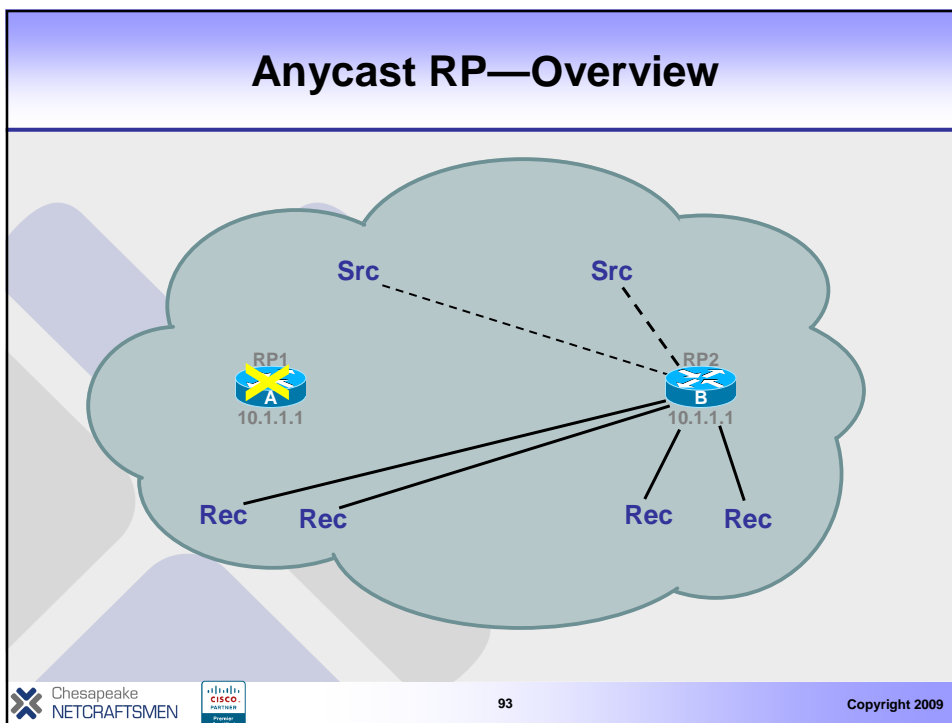 Anycast RP—Overview
Src Src
RP1 RP2
A B
10.1.1.1 10.1.1.1
Rec Rec Rec Rec
Chesapeake
NETCRAFTSMEN
CISCO.
PARTNER
Premier
93
Copyright 2009